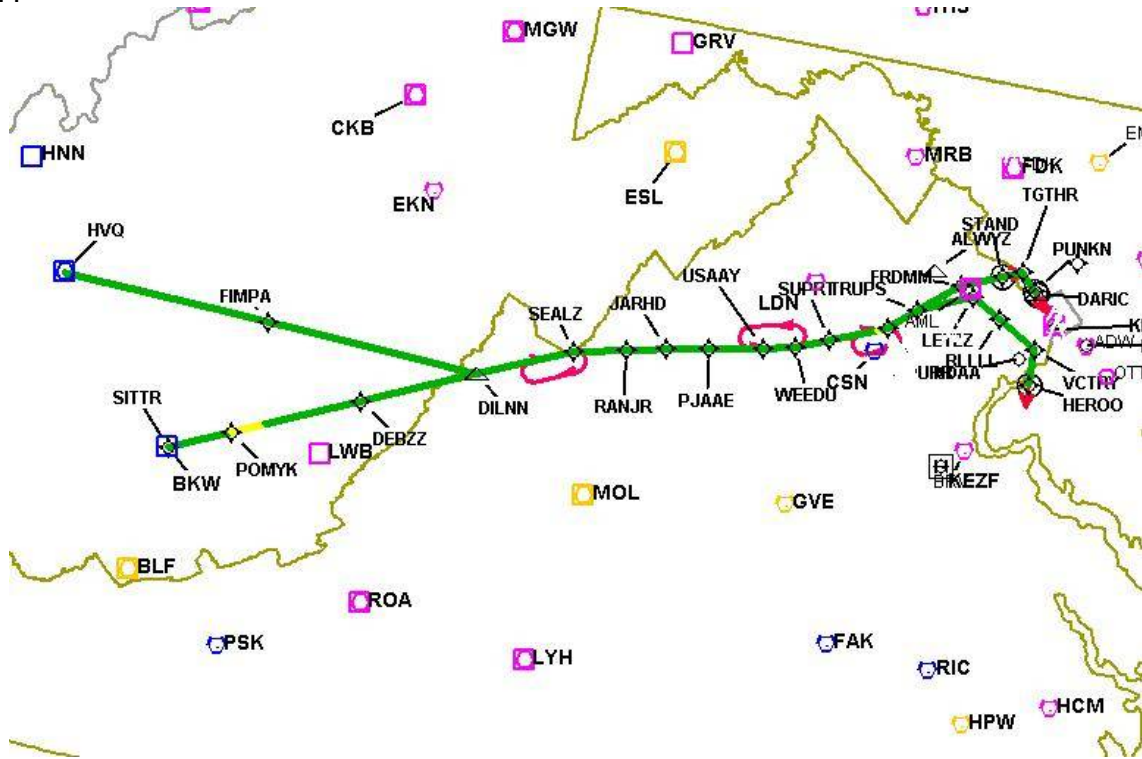 MGW
GRV
CKB
HNN
MRB
FDK
ESL
EKN
TGTHR
STAND
HVQ
ALWYZ
PUNKN
USAAY
FRDMM
SUPRT
TRUPS
FIMPA
LDN
JARHD
DARIC
SEALZ
AML
LETZZ
RLLLL
CSN
VCTRY
WEEDU
SITTR
PJAAE
HEROO
RANJR
DILNN
DEBZZ
LWB
POMYK
BKW
KEZF
MOL
GVE
BLF
ROA
PSK
FAK
LYH
RIC
HCM
HPW